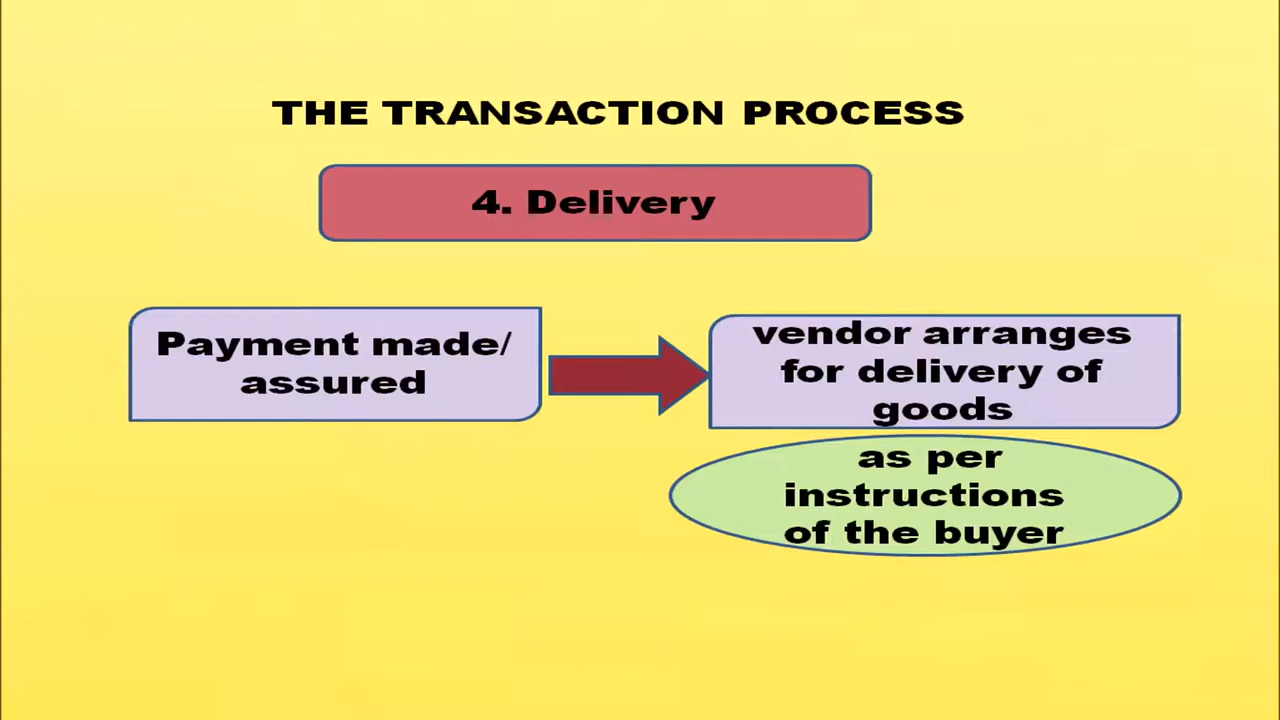 THE TRANSACTION PROCESS
4. Delivery
Payment made/
assured
vendor arranges
for delivery of
goods
as per
instructions
of the buyer